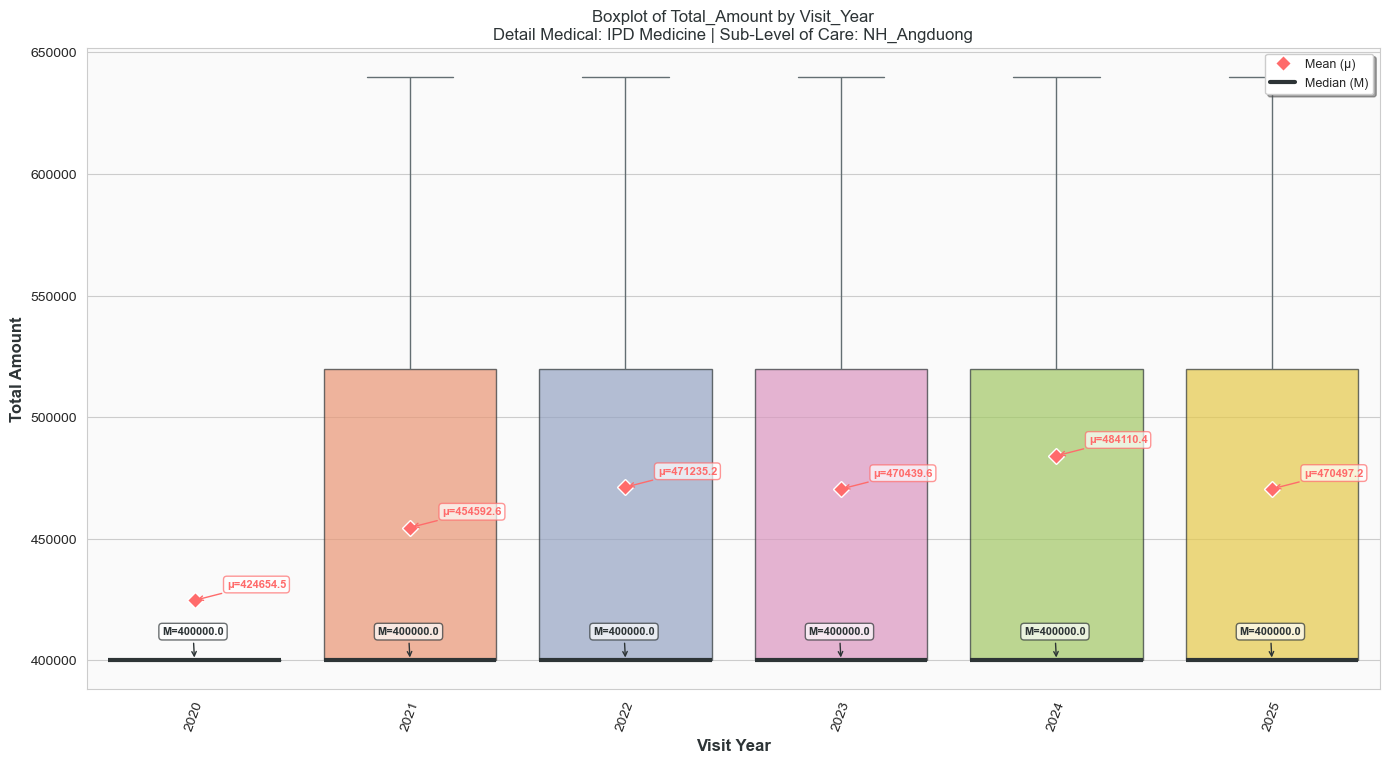 Boxplot of Total_Amount by Visit_Year
Detail Medical: IPD Medicine | Sub-Level of Care: NH_Angduong
Mean (μ)
Median (M)
Total Amount
650000
600000
550000
500000
450000
400000
μ=424654.5
μ=454592.6
μ=471235.2
μ=470439.6
μ=484110.4
μ=470497.2
M=400000.0
M=400000.0
M=400000.0
M=400000.0
M=400000.0
M=400000.0
2020
2021
2022
2023
2024
2025
Visit Year